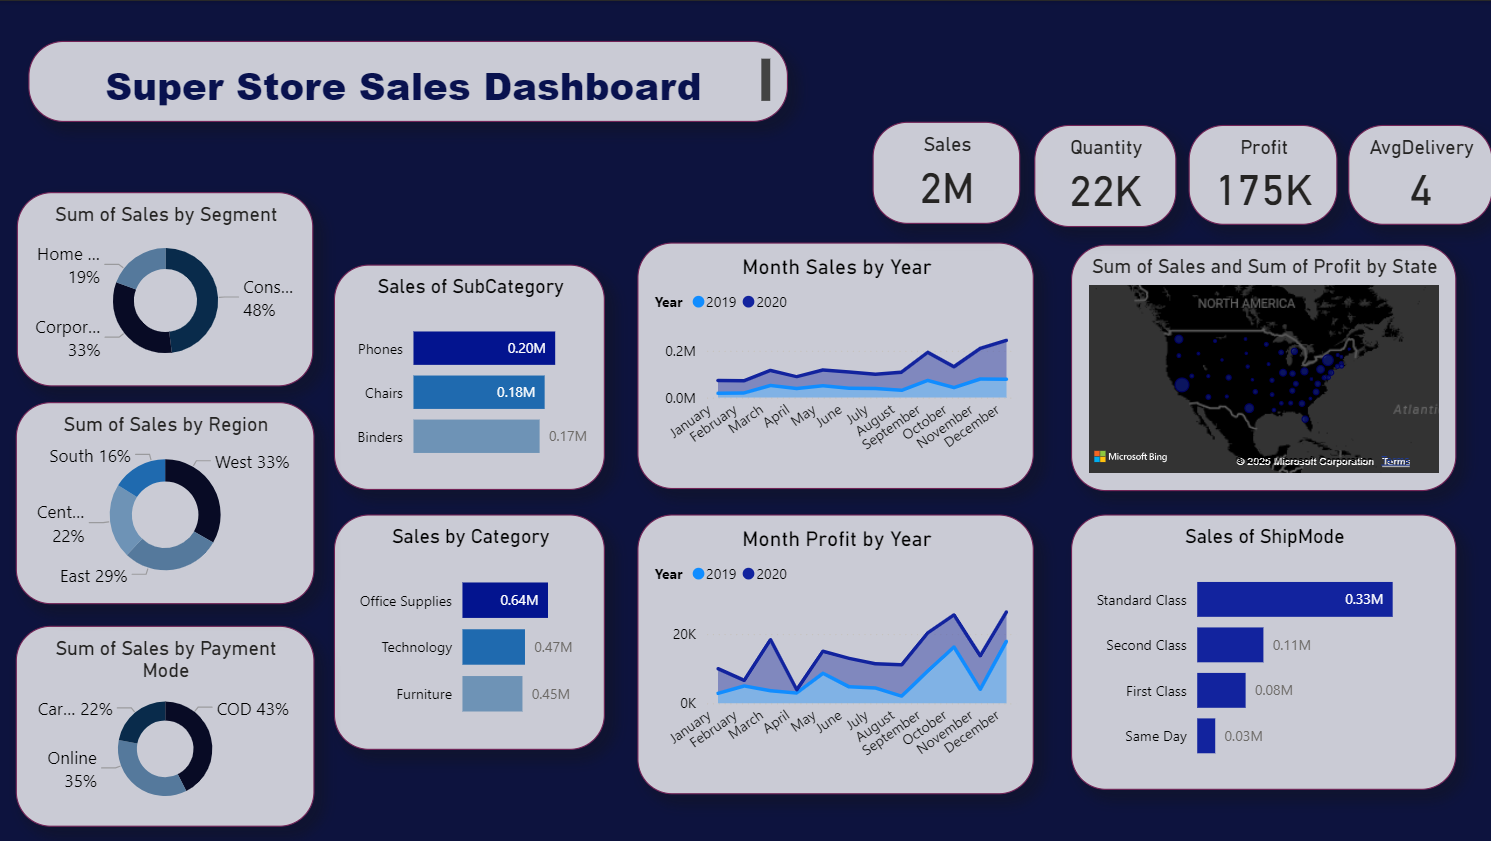 Super Store Sales Dashboard
Sales
2M
Quantity
22K
Profit
175K
AvgDelivery
4
Sum of Sales by Segment
Home ...
19%
Cons...
48%
Corpor...
33%
Sum of Sales by Region
South 16%
West 33%
Cent...
22%
East 29%
Sum of Sales by Payment
Mode
Car... 22%
COD 43%
Online
35%
Sales of SubCategory
Phones 0.20M
Chairs 0.18M
Binders 0.17M
Sales by Category
Office Supplies 0.64M
Technology 0.47M
Furniture 0.45M
Month Sales by Year
Year 2019 2020
0.2M
0.0M
January
February
March
April
May
June
July
August
September
October
November
December
Month Profit by Year
Year 2019 2020
20K
0K
January
February
March
April
May
June
July
August
September
October
November
December
Sum of Sales and Sum of Profit by State
NORTH AMERICA
Atlanti
Microsoft Bing
© 2025 Microsoft Corporation Terms
Sales of ShipMode
Standard Class 0.33M
Second Class 0.11M
First Class 0.08M
Same Day 0.03M